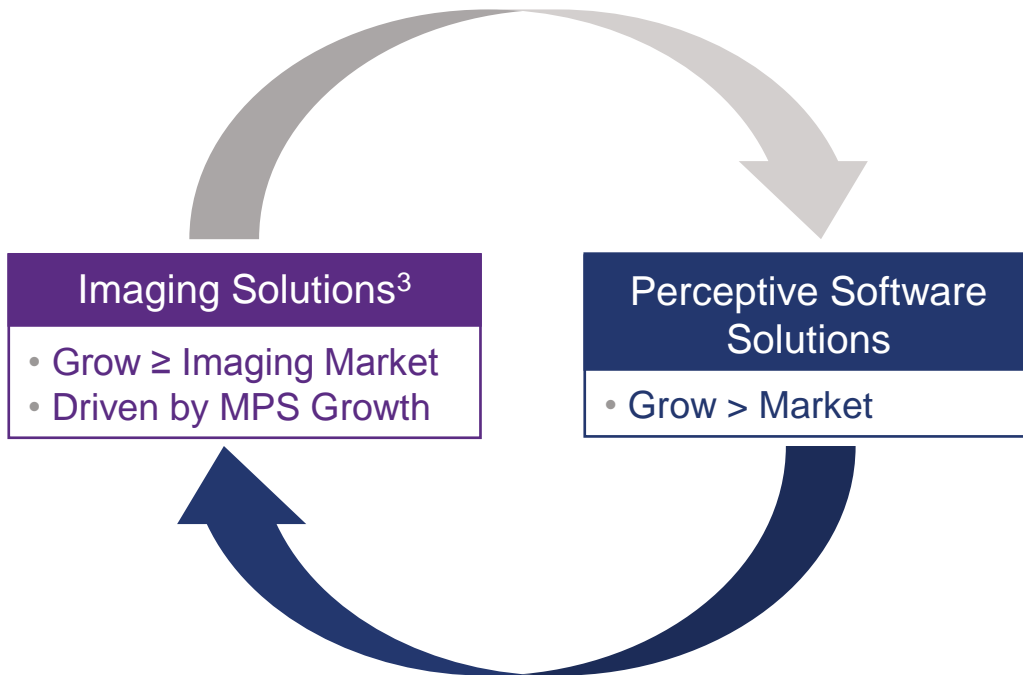 Imaging Solutions³
• Grow ≥ Imaging Market
• Driven by MPS Growth
Perceptive Software
Solutions
• Grow > Market